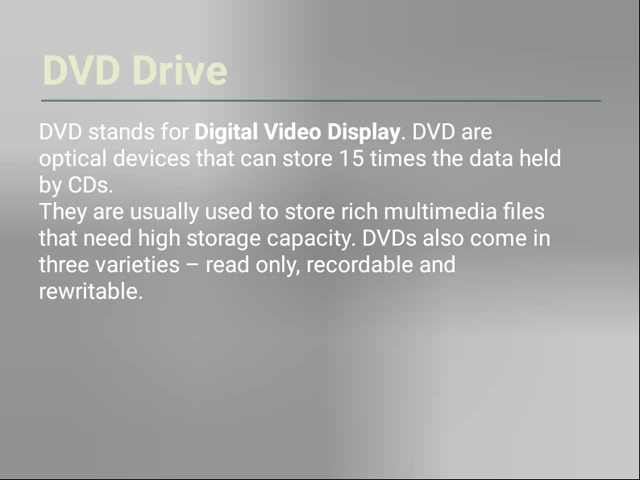 DVD Drive
DVD stands for Digital Video Display. DVD are
optical devices that can store 15 times the data held
by CDs.
They are usually used to store rich multimedia files
that need high storage capacity. DVDs also come in
three varieties – read only, recordable and
rewritable.